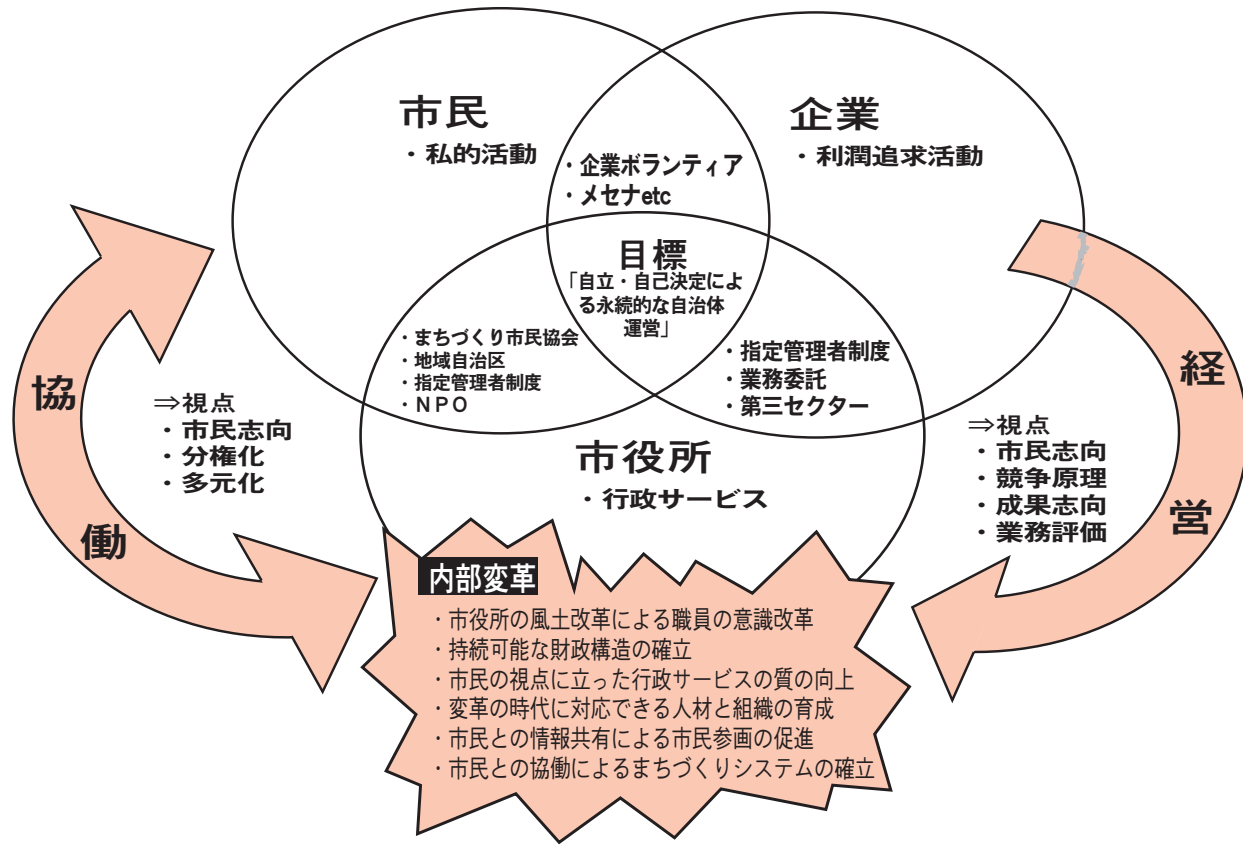 市民
・私的活動
企業
・利潤追求活動
・企業ボランティア
・メセナetc
目標
「自立・自己決定によ
る永続的な自治体
運営」
・まちづくり市民協会
・地域自治区
・指定管理者制度
・ＮＰＯ
・指定管理者制度
・業務委託
・第三セクター
市役所
・行政サービス
協
働
⇒視点
・市民志向
・分権化
・多元化
経
営
⇒視点
・市民志向
・競争原理
・成果志向
・業務評価
内部変革
・市役所の風土改革による職員の意識改革
・持続可能な財政構造の確立
・市民の視点に立った行政サービスの質の向上
・変革の時代に対応できる人材と組織の育成
・市民との情報共有による市民参画の促進
・市民との協働によるまちづくりシステムの確立